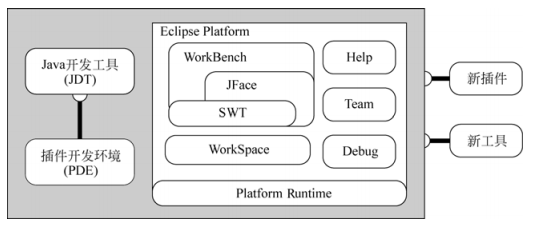 Java开发工具
(JDT)
插件开发环境
(PDE)
Eclipse Platform
WorkBench
JFace
SWT
WorkSpace
Platform Runtime
Help
Team
Debug
新插件
新工具